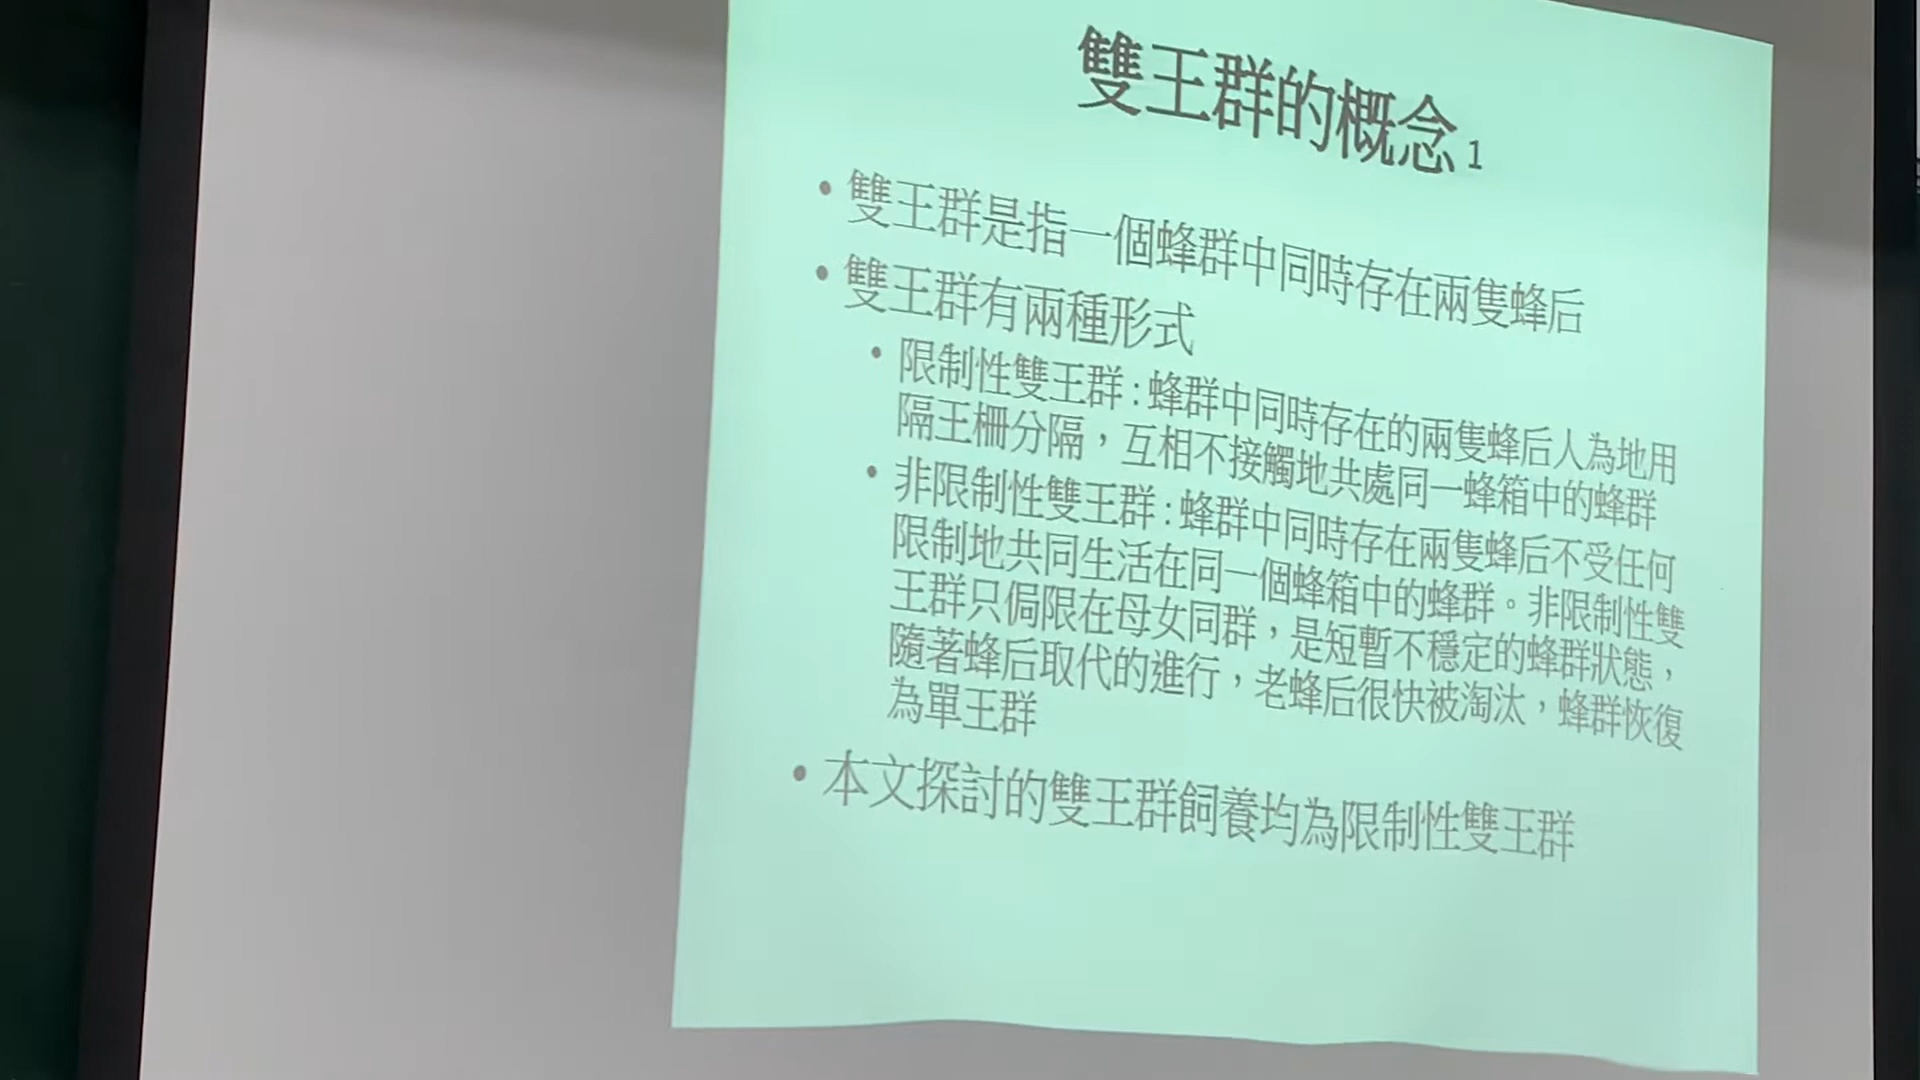 雙王群的概念1
• 雙王群是指一個蜂群中同時存在兩隻蜂后
• 雙王群有兩種形式
• 限制性雙王群:蜂群中同時存在的兩隻蜂后人為地用
隔王柵分隔，互相不接觸地共處同一蜂箱中的蜂群
• 非限制性雙王群:蜂群中同時存在兩隻蜂后不受任何
限制地共同生活在同一個蜂箱中的蜂群。非限制性雙
王群只侷限在母女同群，是短暫不穩定的蜂群狀態，
隨著蜂后取代的進行，老蜂后很快被淘汰，蜂群恢復
為單王群
• 本文探討的雙王群飼養均為限制性雙王群